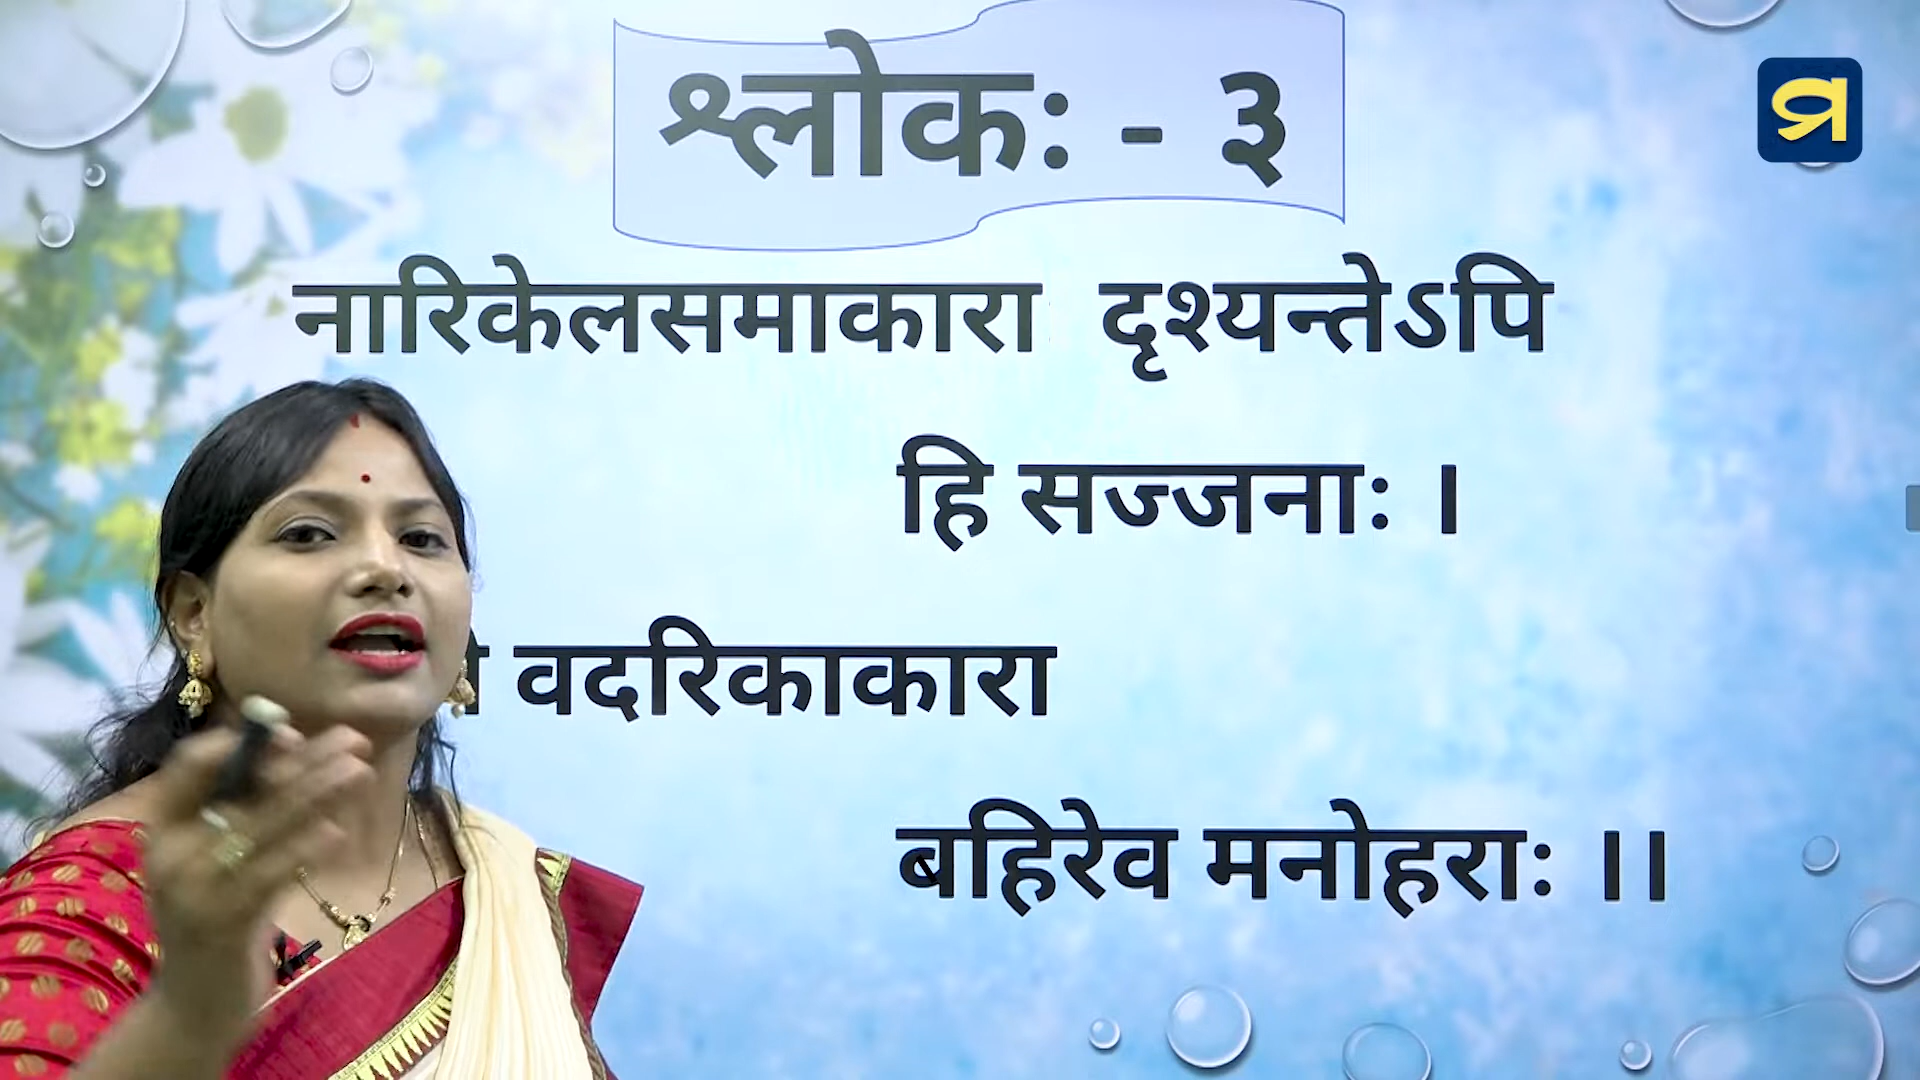 श्लोकः - ३
ସ
नारिकेलसमाकारा दृश्यन्तेऽपि
हि सज्जनाः ।
वदरिकाकारा
बहिरेव मनोहराः ।।